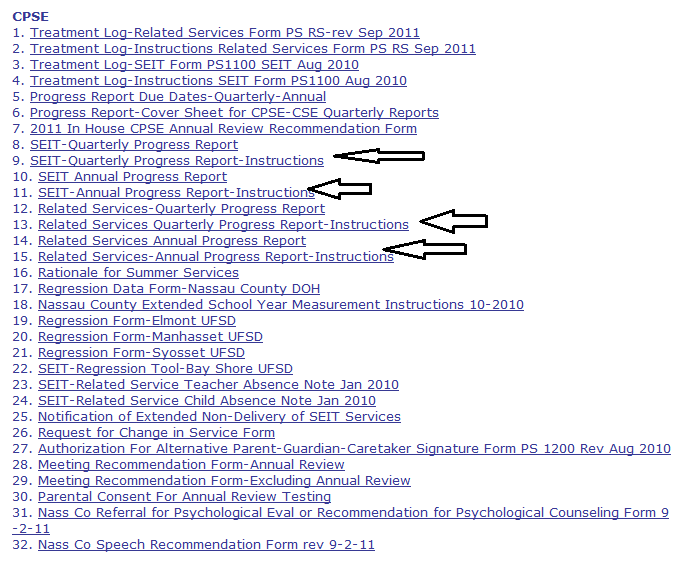 CPSE
1. Treatment Log-Related Services Form PS RS-rev Sep 2011
2. Treatment Log-Instructions Related Services Form PS RS Sep 2011
3. Treatment Log-SEIT Form PS1100 SEIT Aug 2010
4. Treatment Log-Instructions SEIT Form PS1100 Aug 2010
5. Progress Report Due Dates-Quarterly-Annual
6. Progress Report-Cover Sheet for CPSE-CSE Quarterly Reports
7. 2011 In House CPSE Annual Review Recommendation Form
8. SEIT-Quarterly Progress Report
9. SEIT-Quarterly Progress Report-Instructions
10. SEIT Annual Progress Report
11. SEIT-Annual Progress Report-Instructions
12. Related Services-Quarterly Progress Report
13. Related Services Quarterly Progress Report-Instructions
14. Related Services Annual Progress Report
15. Related Services-Annual Progress Report-Instructions
16. Rationale for Summer Services
17. Regression Data Form-Nassau County DOH
18. Nassau County Extended School Year Measurement Instructions 10-2010
19. Regression Form-Elmont UFSD
20. Regression Form-Manhasset UFSD
21. Regression Form-Syosset UFSD
22. SEIT-Regression Tool-Bay Shore UFSD
23. SEIT-Related Service Teacher Absence Note Jan 2010
24. SEIT-Related Service Child Absence Note Jan 2010
25. Notification of Extended Non-Delivery of SEIT Services
26. Request for Change in Service Form
27. Authorization For Alternative Parent-Guardian-Caretaker Signature Form PS 1200 Rev Aug 2010
28. Meeting Recommendation Form-Annual Review
29. Meeting Recommendation Form-Excluding Annual Review
30. Parental Consent For Annual Review Testing
31. Nass Co Referral for Psychological Eval or Recommendation for Psychological Counseling Form 9
-2-11
32. Nass Co Speech Recommendation Form rev 9-2-11